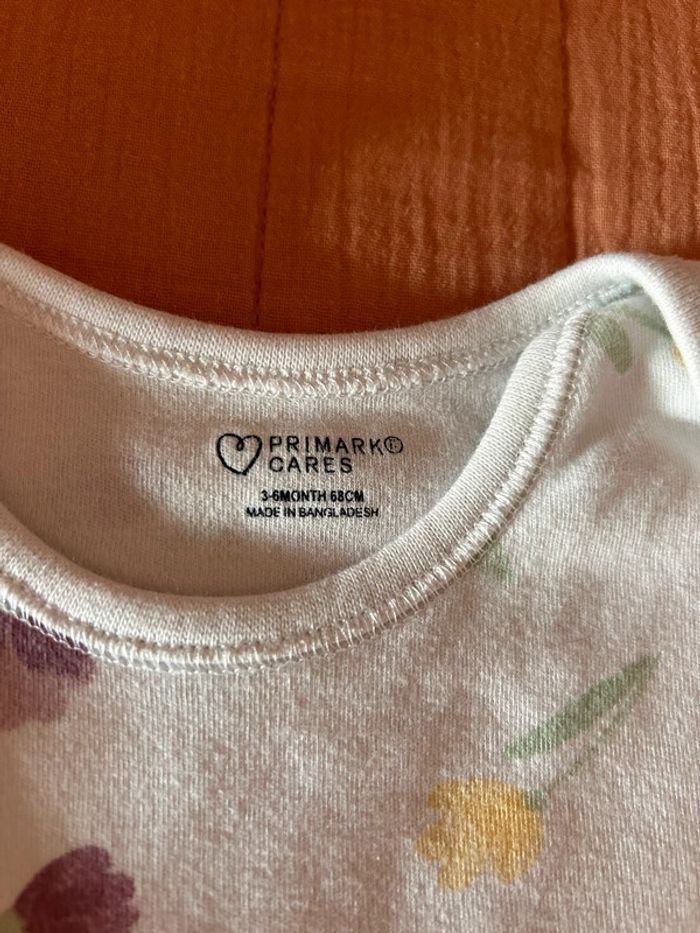 PRIMARK®
CARES
3-6MONTH 68CM
MADE IN BANGLADESH